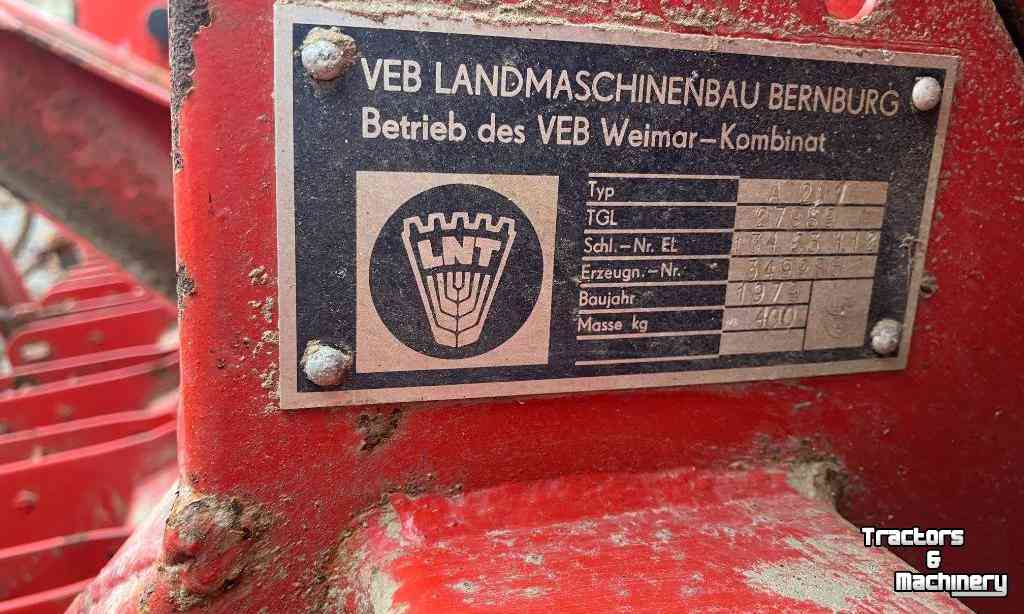 VEB LANDMASCHINENBAU BERNBURG
Betrieb des VEB Weimar-Kombinat
LNT
Typ
TGL
Schl.-Nr. EL
Erzeugn.-Nr.
Baujahr
Masse kg 400
Tractors
&
Machinery